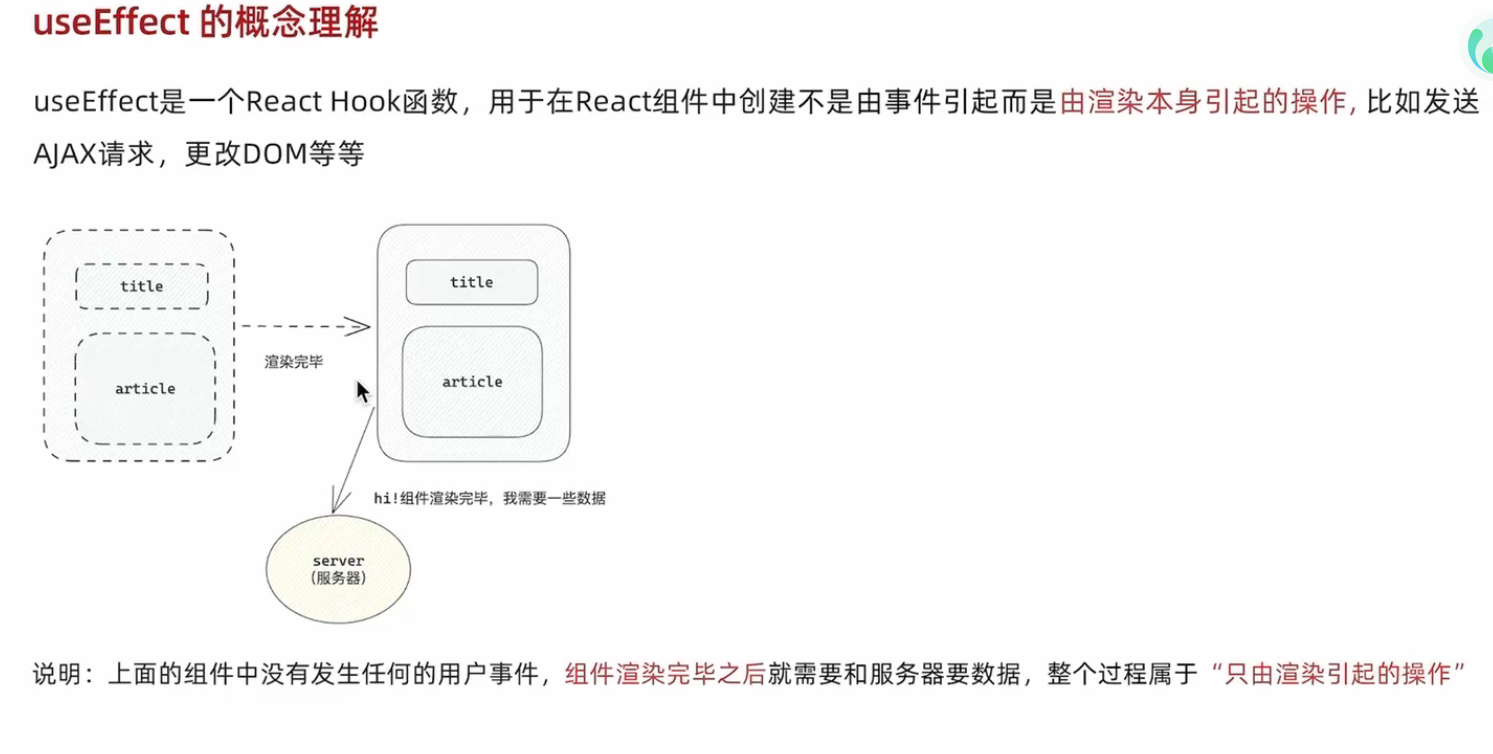 useEffect 的概念理解
useEffect是一个React Hook函数，用于在React组件中创建不是由事件引起而是由渲染本身引起的操作, 比如发送
AJAX请求，更改DOM等等
title
article
渲染完毕
title
article
hi!组件渲染完毕，我需要一些数据
server
(服务器)
说明：上面的组件中没有发生任何的用户事件，组件渲染完毕之后就需要和服务器要数据，整个过程属于“只由渲染引起的操作”